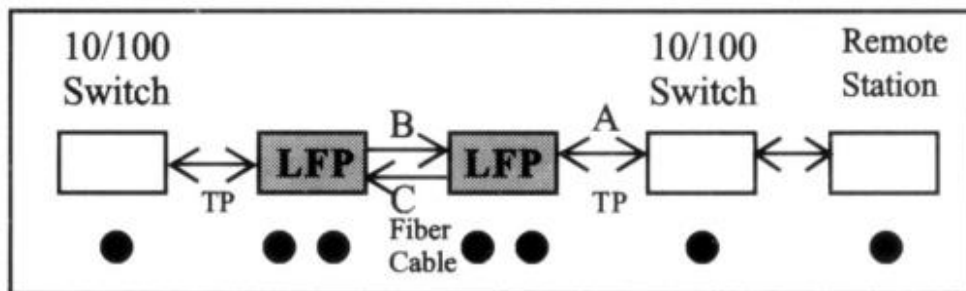 10/100
Switch
10/100
Switch
Remote
Station
B
A
LFP
LFP
TP
C
TP
Fiber
Cable